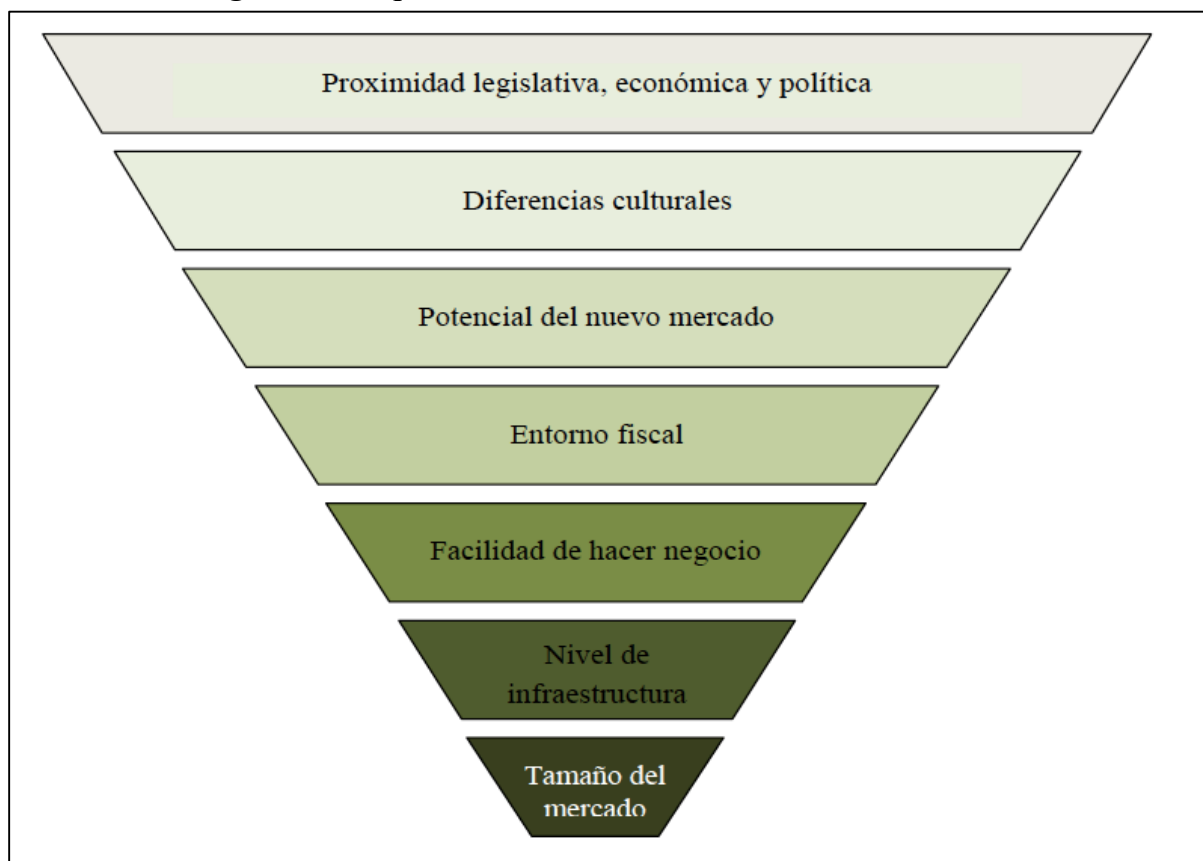 Proximidad legislativa, económica y política
Diferencias culturales
Potencial del nuevo mercado
Entorno fiscal
Facilidad de hacer negocio
Nivel de
infraestructura
Tamaño del
mercado